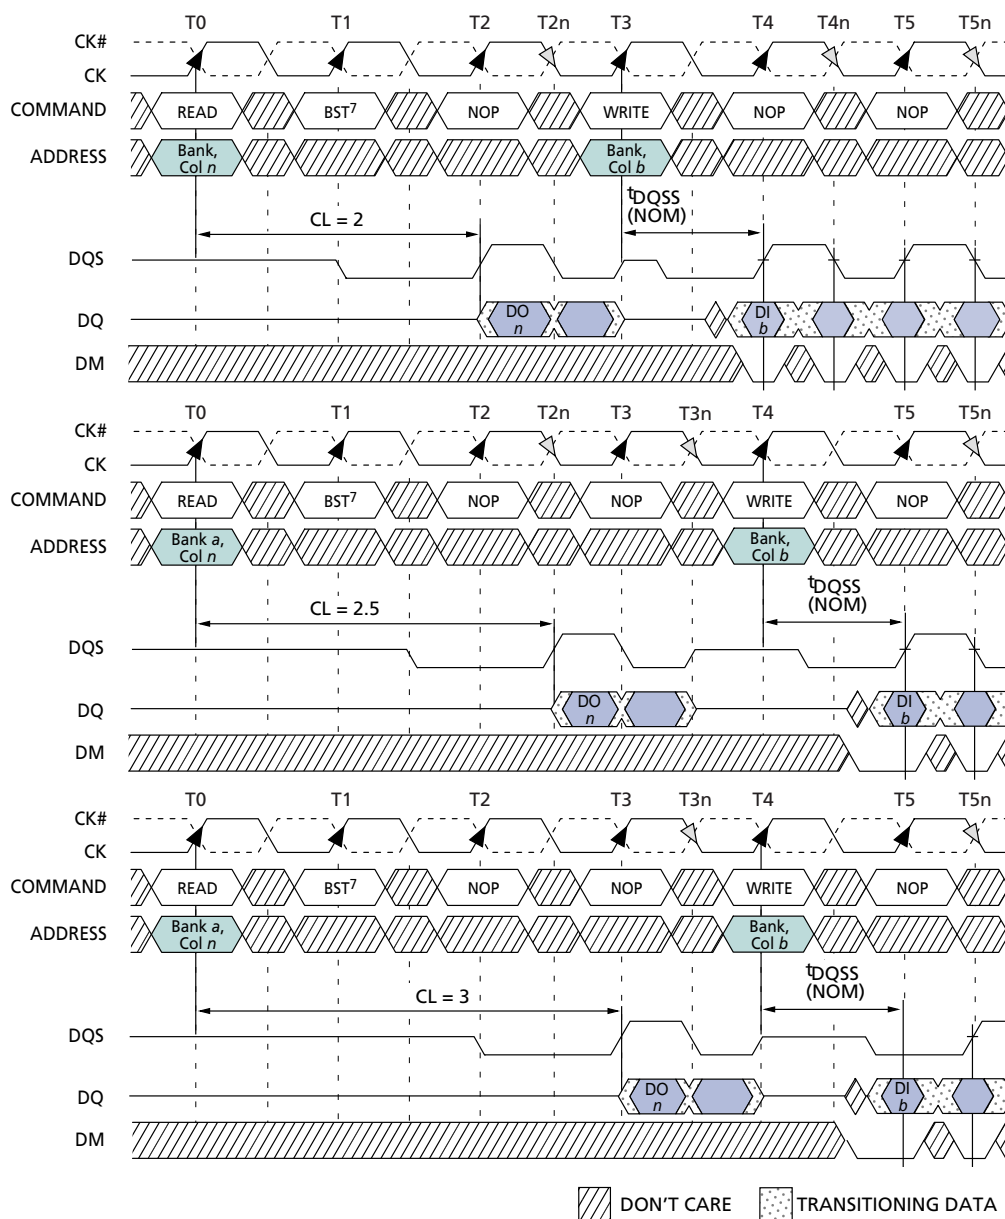 T0 T1 T2 T2n T3 T4 T4n T5 T5n
CK#
CK
COMMAND READ BST7 NOP WRITE NOP NOP
ADDRESS Bank, Col n Bank, Col b
CL = 2 tDQSS (NOM)
DQS
DQ DO n DI b
DM
T0 T1 T2 T2n T3 T3n T4 T5 T5n
CK#
CK
COMMAND READ BST7 NOP NOP WRITE NOP
ADDRESS Bank a, Col n Bank, Col b
CL = 2.5 tDQSS (NOM)
DQS
DQ DO n DI b
DM
T0 T1 T2 T3 T3n T4 T5 T5n
CK#
CK
COMMAND READ BST7 NOP NOP WRITE NOP
ADDRESS Bank a, Col n Bank, Col b
CL = 3 tDQSS (NOM)
DQS
DQ DO n DI b
DM
DON'T CARE TRANSITIONING DATA